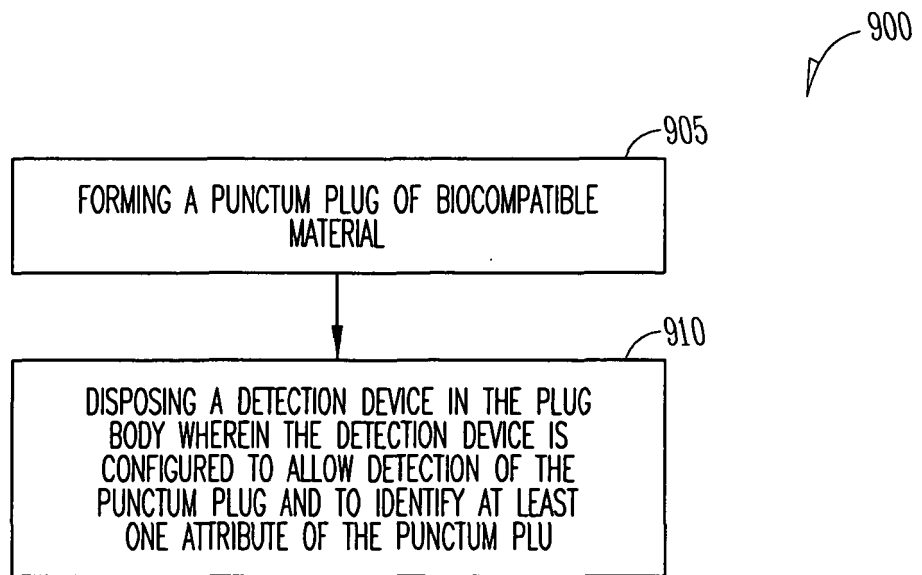 900
905
FORMING A PUNCTUM PLUG OF BIOCOMPATIBLE
MATERIAL
910
DISPOSING A DETECTION DEVICE IN THE PLUG
BODY WHEREIN THE DETECTION DEVICE IS
CONFIGURED TO ALLOW DETECTION OF THE
PUNCTUM PLUG AND TO IDENTIFY AT LEAST
ONE ATTRIBUTE OF THE PUNCTUM PLU